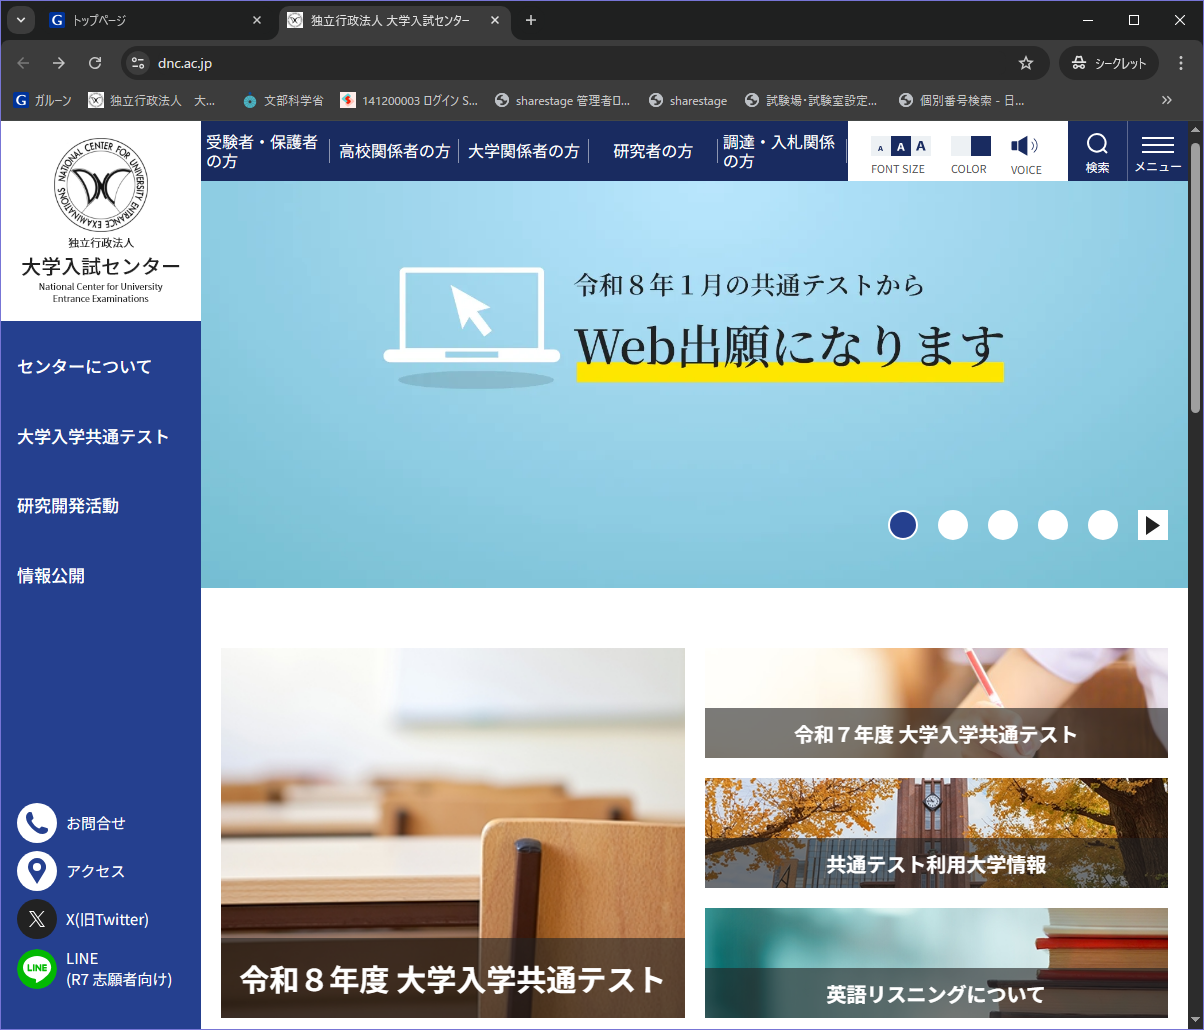 トップページ
独立行政法人 大学入試センター
dnc.ac.jp
シークレット
ガルーン
独立行政法人 大...
文部科学省
141200003 ログイン S...
sharestage 管理者ロ...
sharestage
試験場・試験室設定...
個別番号検索 - 日...
NATIONAL CENTER FOR UNIVERSITY ENTRANCE EXAMINATIONS
独立行政法人
大学入試センター
National Center for University
Entrance Examinations
受験者・保護者
の方
高校関係者の方
大学関係者の方
研究者の方
調達・入札関係
の方
A A A
FONT SIZE
COLOR
VOICE
検索
メニュー
令和８年１月の共通テストから
Web出願になります
センターについて
大学入学共通テスト
研究開発活動
情報公開
お問合せ
アクセス
X(旧Twitter)
LINE
LINE
(R7 志願者向け)
令和８年度 大学入学共通テスト
令和７年度 大学入学共通テスト
共通テスト利用大学情報
英語リスニングについて